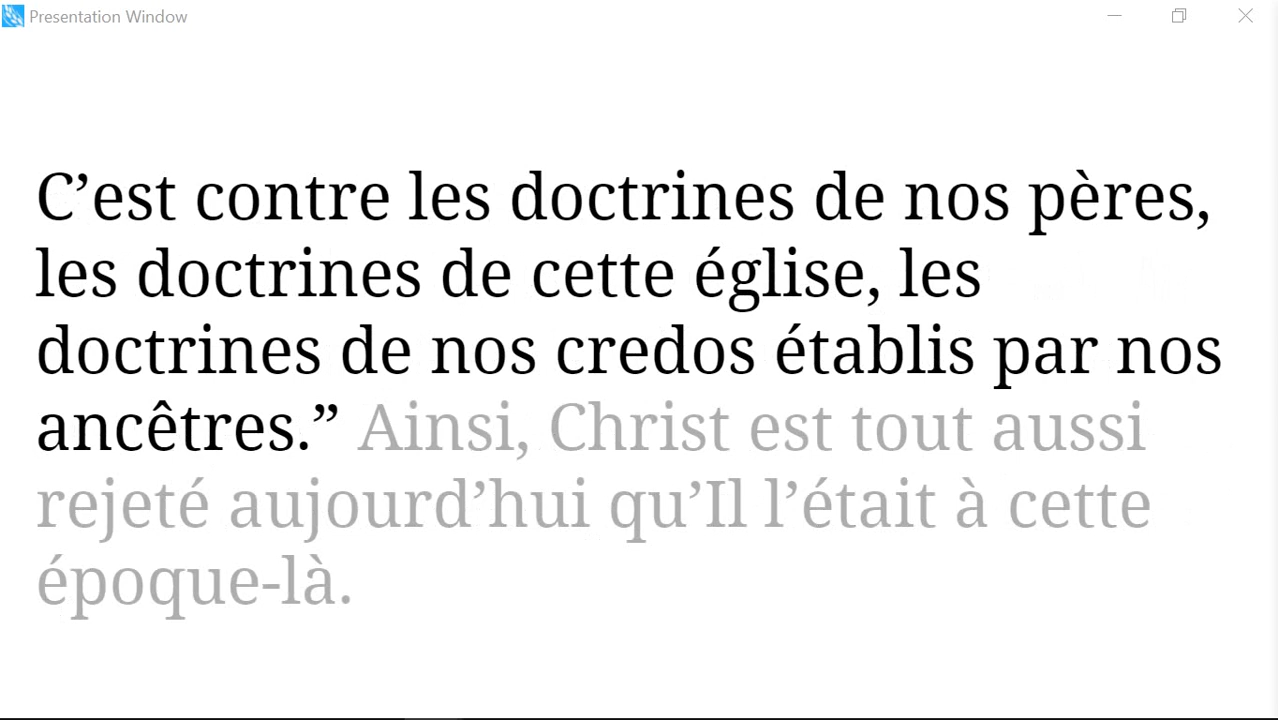 Presentation Window
C’est contre les doctrines de nos pères,
les doctrines de cette église, les
doctrines de nos credos établis par nos
ancêtres.” Ainsi, Christ est tout aussi
rejeté aujourd’hui qu’Il l’était à cette
époque-là.